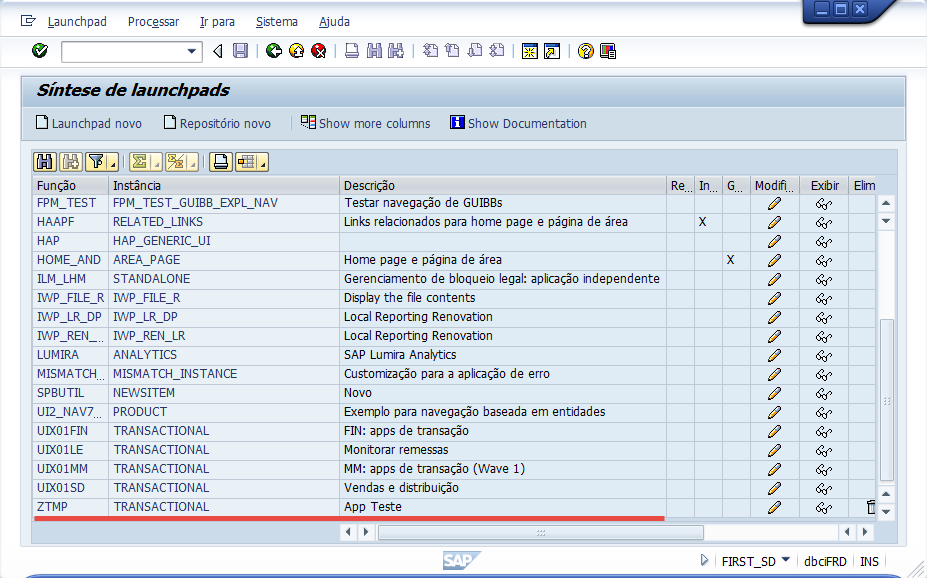 Launchpad Processar Ir para Sistema Ajuda
Síntese de launchpads
Launchpad novo Repositório novo Show more columns Show Documentation
Função Instância Descrição Re... In... G... Modifi... Exibir Elim
FPM_TEST FPM_TEST_GUIBB_EXPL_NAV Testar navegação de GUIBBs
HAAPF RELATED_LINKS Links relacionados para home page e página de área X
HAP HAP_GENERIC_UI
HOME_AND AREA_PAGE Home page e página de área X
ILM_LHM STANDALONE Gerenciamento de bloqueio legal: aplicação independente
IWP_FILE_R IWP_FILE_R Display the file contents
IWP_LR_DP IWP_LR_DP Local Reporting Renovation
IWP_REN_... IWP_REN_LR Local Reporting Renovation
LUMIRA ANALYTICS SAP Lumira Analytics
MISMATCH... MISMATCH_INSTANCE Customização para a aplicação de erro
SPBUTIL NEWSITEM Novo
UI2_NAV7... PRODUCT Exemplo para navegação baseada em entidades
UIX01FIN TRANSACTIONAL FIN: apps de transação
UIX01LE TRANSACTIONAL Monitorar remessas
UIX01MM TRANSACTIONAL MM: apps de transação (Wave 1)
UIX01SD TRANSACTIONAL Vendas e distribuição
ZTMP TRANSACTIONAL App Teste
SAP FIRST_SD dbciFRD INS